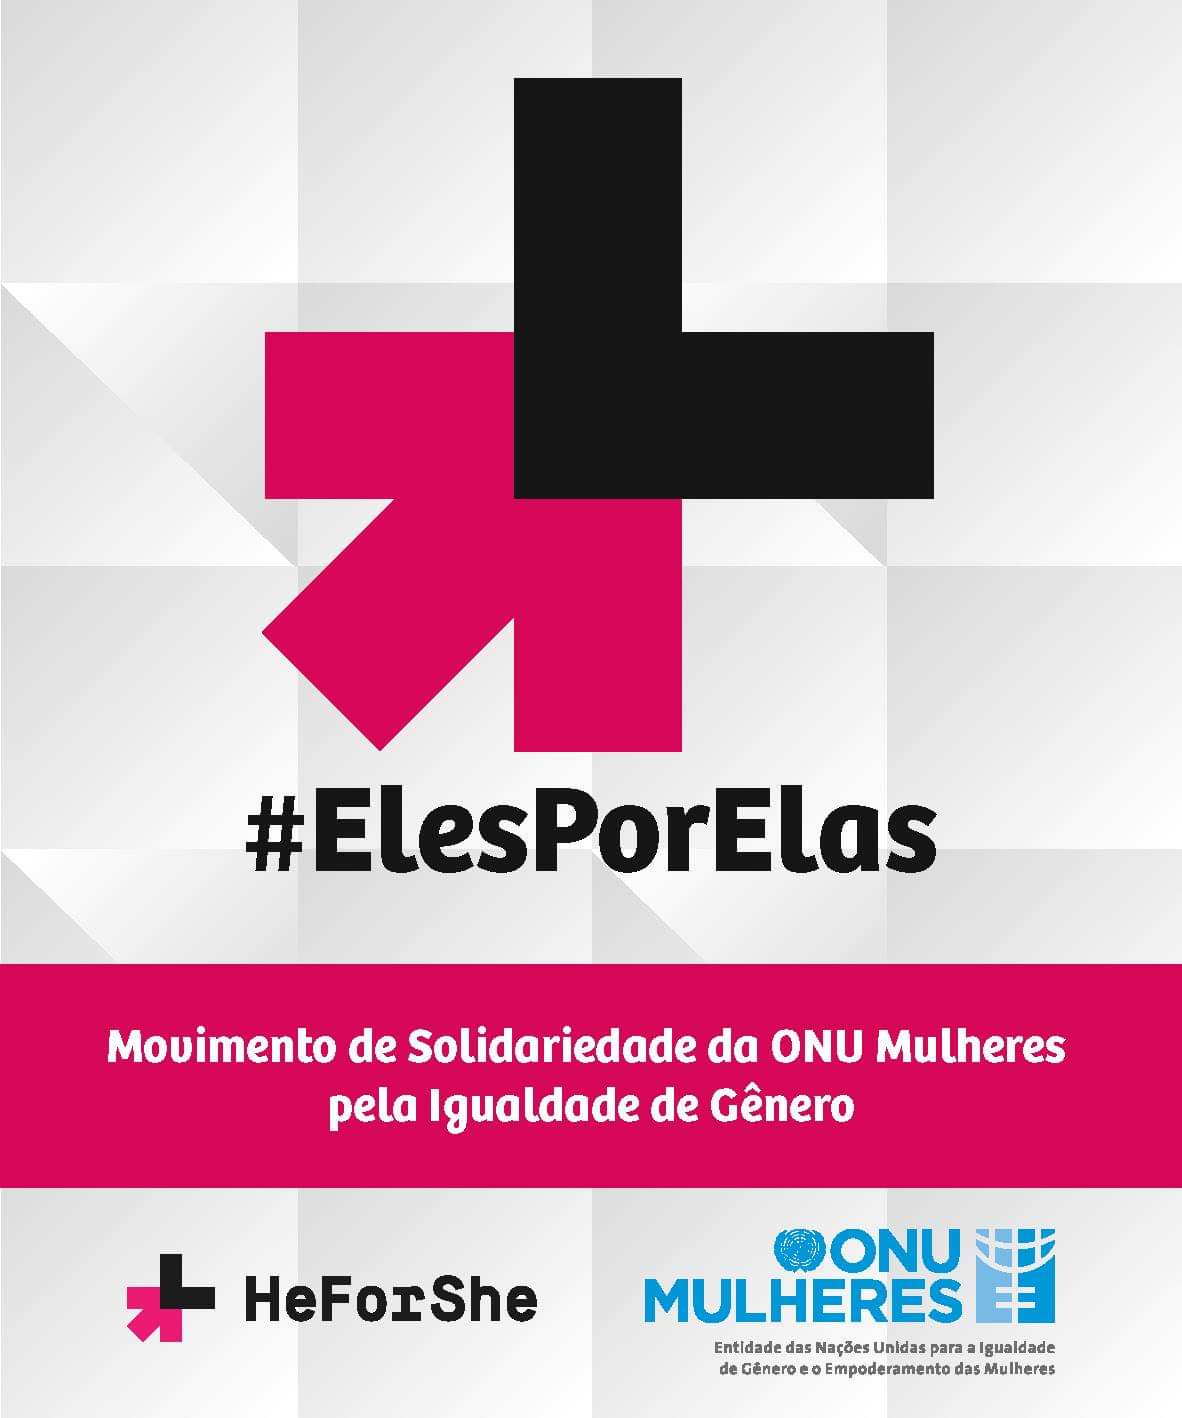 #ElesPorElas
Movimento de Solidariedade da ONU Mulheres
pela Igualdade de Gênero
HeForShe
ONU
MULHERES
Entidade das Nações Unidas para a Igualdade
de Gênero e o Empoderamento das Mulheres